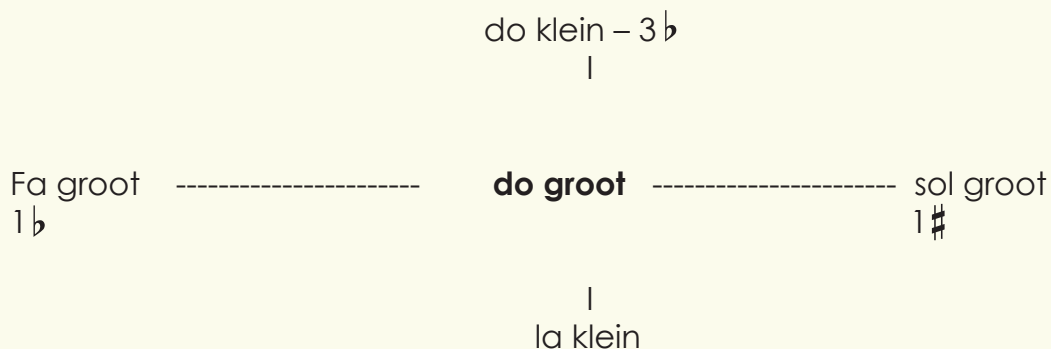 do klein – 3♭
|
Fa groot ----------------------- do groot ----------------------- sol groot
1♭ 1♯
|
la klein